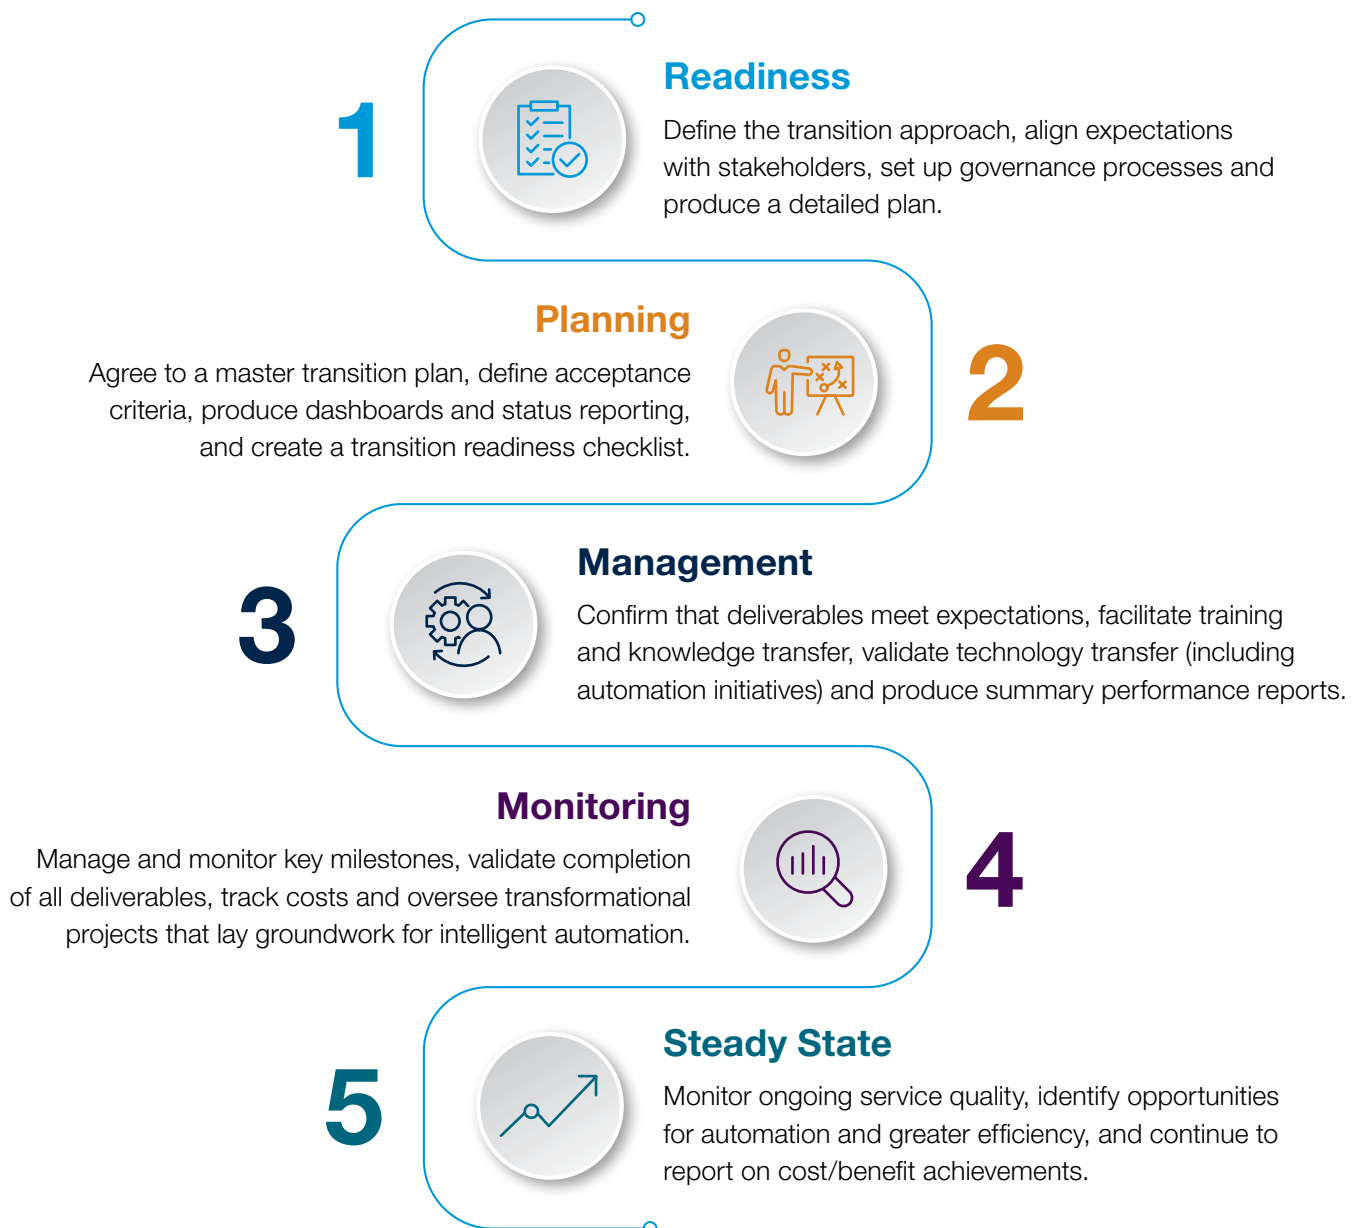 1
Readiness
Define the transition approach, align expectations
with stakeholders, set up governance processes and
produce a detailed plan.
Planning
Agree to a master transition plan, define acceptance
criteria, produce dashboards and status reporting,
and create a transition readiness checklist.
2
3
Management
Confirm that deliverables meet expectations, facilitate training
and knowledge transfer, validate technology transfer (including
automation initiatives) and produce summary performance reports.
Monitoring
Manage and monitor key milestones, validate completion
of all deliverables, track costs and oversee transformational
projects that lay groundwork for intelligent automation.
4
5
Steady State
Monitor ongoing service quality, identify opportunities
for automation and greater efficiency, and continue to
report on cost/benefit achievements.